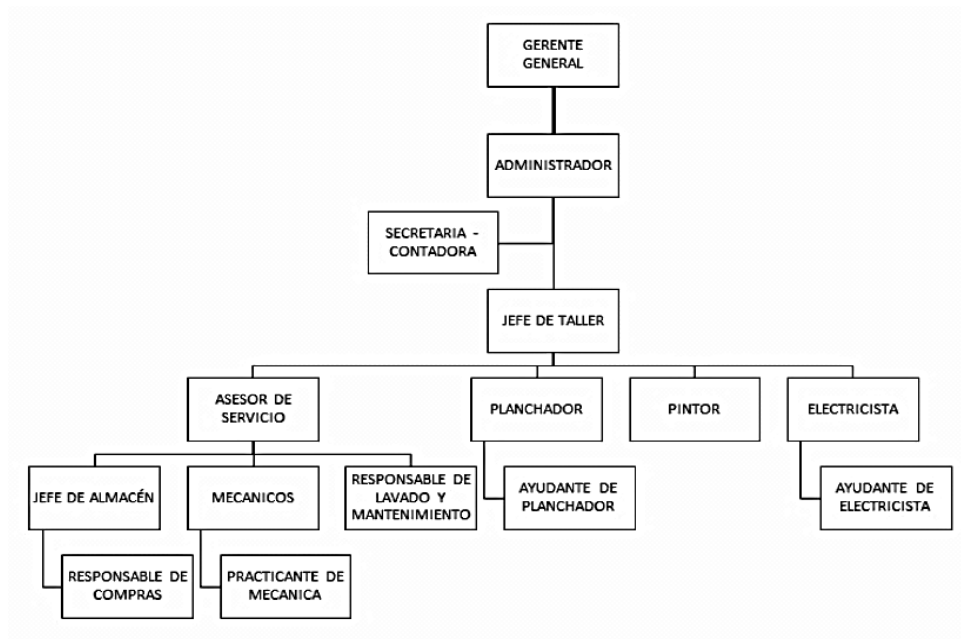 GERENTE
GENERAL
ADMINISTRADOR
SECRETARIA -
CONTADORA
JEFE DE TALLER
ASESOR DE
SERVICIO
PLANCHADOR
PINTOR
ELECTRICISTA
JEFE DE ALMACÉN
MECANICOS
RESPONSABLE DE
LAVADO Y
MANTENIMIENTO
AYUDANTE DE
PLANCHADOR
AYUDANTE DE
ELECTRICISTA
RESPONSABLE DE
COMPRAS
PRACTICANTE DE
MECANICA